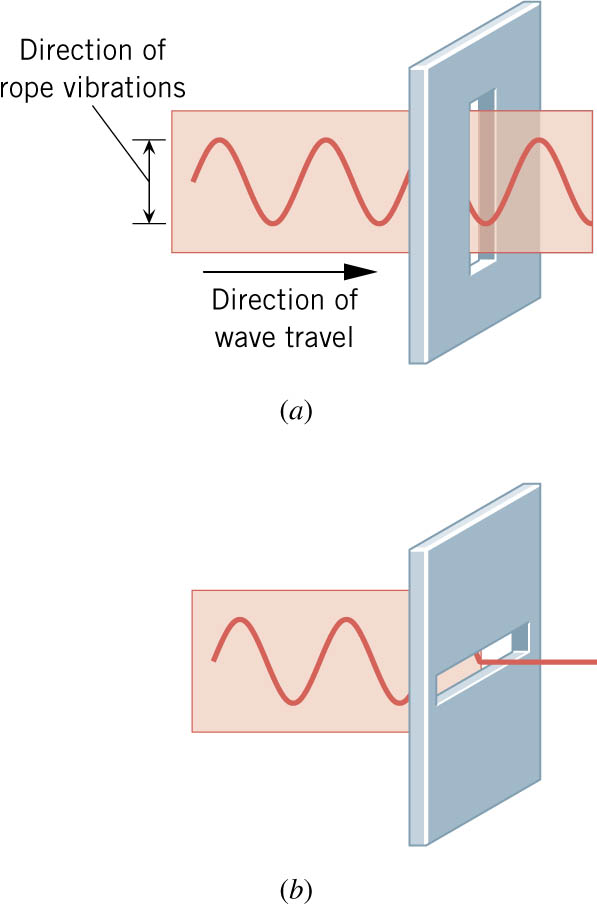 Direction of
rope vibrations
Direction of
wave travel
(a)
(b)